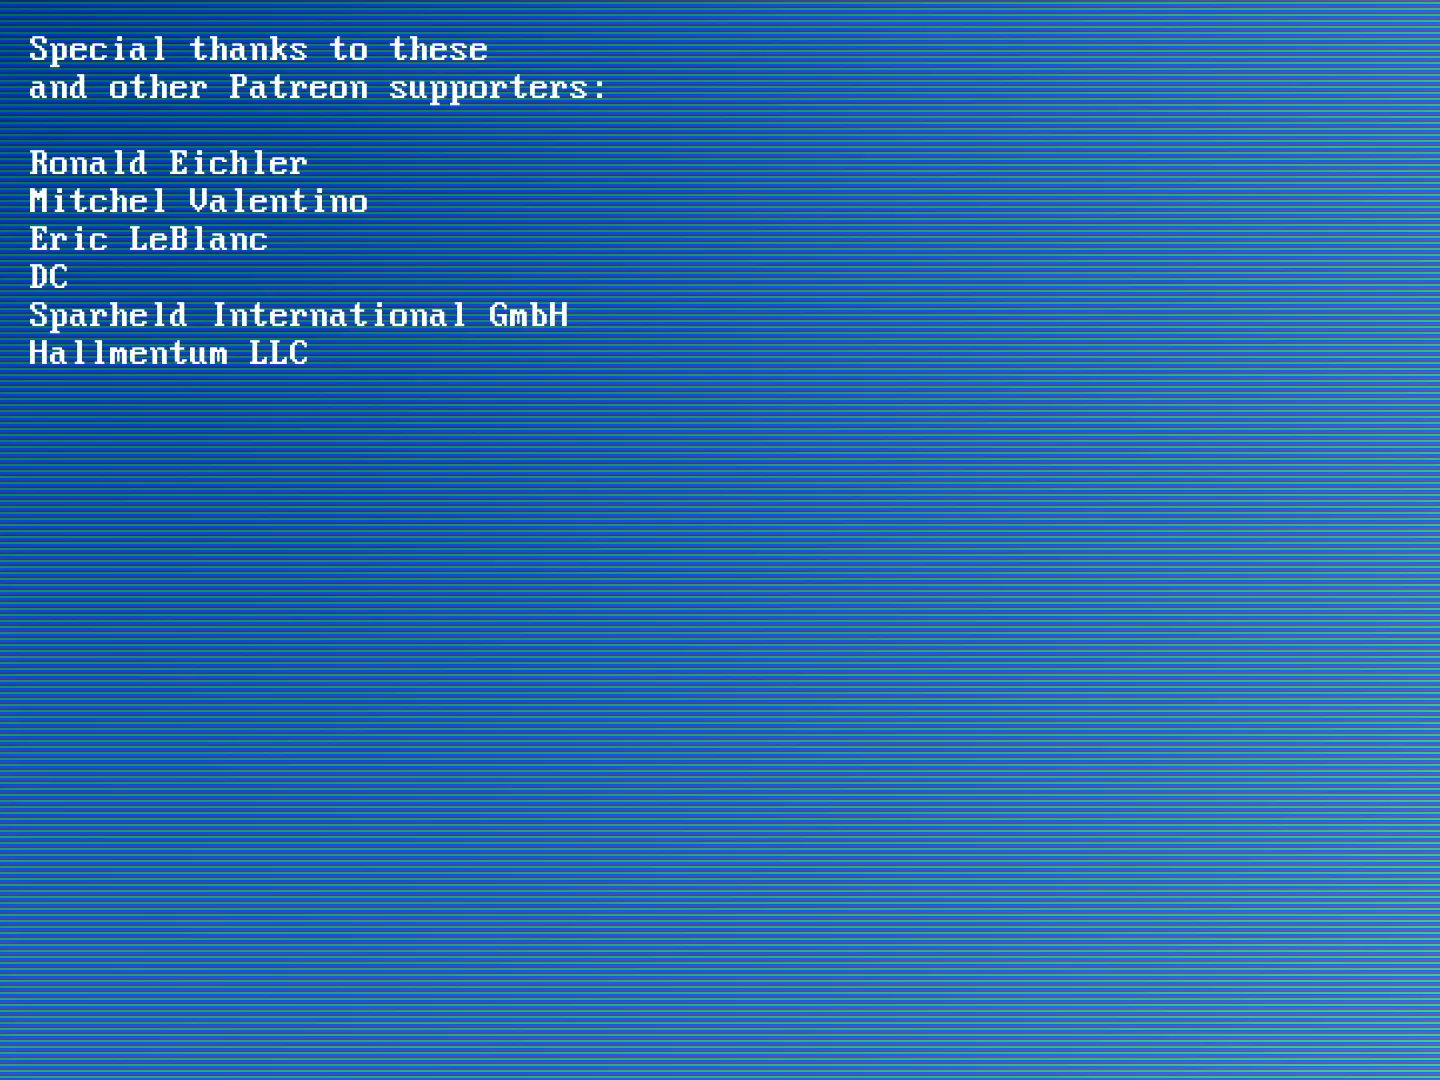 Special thanks to these
and other Patreon supporters:
Ronald Eichler
Mitchel Valentino
Eric LeBlanc
DC
Sparheld International GmbH
Hallmentum LLC